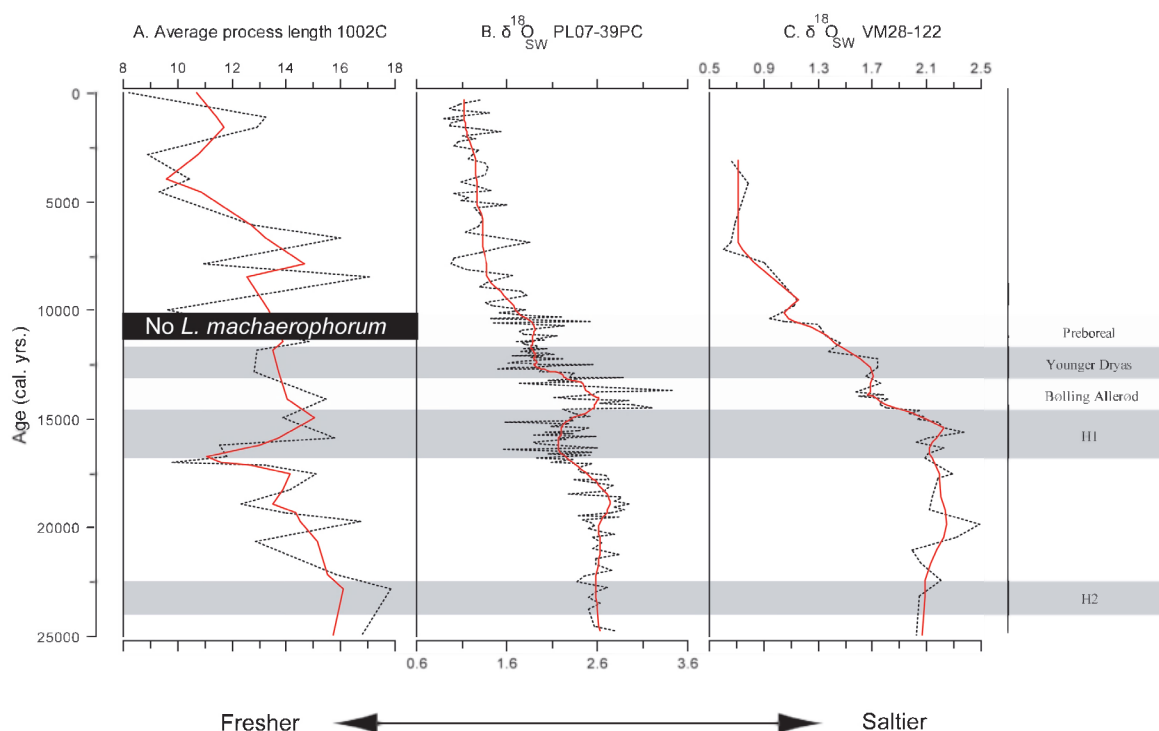 A. Average process length 1002C
B. δ18OSW PL07-39PC
C. δ18OSW VM28-122
8 10 12 14 16 18
0.5 0.9 1.3 1.7 2.1 2.5
0
5000
10000
15000
20000
25000
Age (cal. yrs.)
No L. machaerophorum
Preboreal
Younger Dryas
Bølling Allerød
H1
H2
0.6 1.6 2.6 3.6
Fresher
Saltier